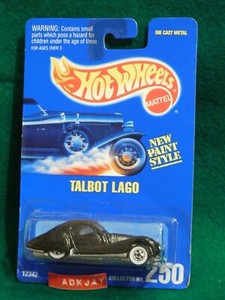 WARNING: Contains small
parts which pose a hazard for
children under the age of three
FOR AGES OVER 3
DIE CAST METAL
Hot Wheels
MATTEL
NEW
PAINT
STYLE
TALBOT LAGO
12342
COLLECTOR NO.
250
ADKJAY